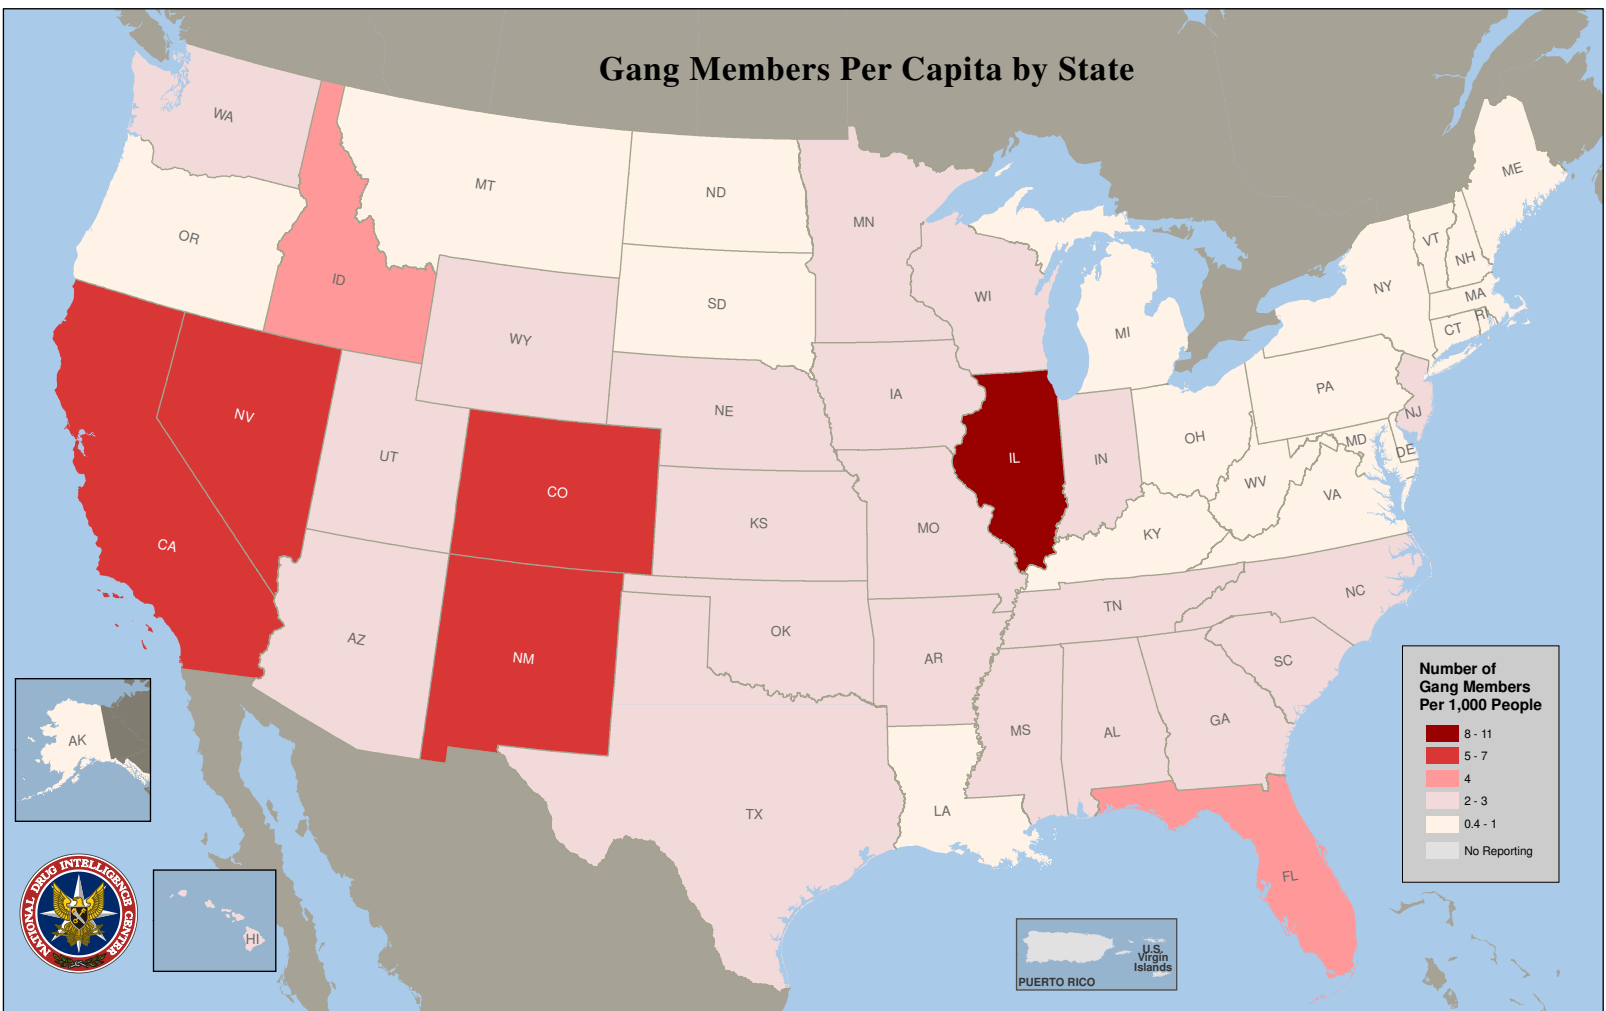 Gang Members Per Capita by State
WA
MT
ND
MN
ME
OR
ID
SD
WI
MI
NY
VT
NH
MA
CT
RI
WY
NE
IA
PA
NJ
NV
UT
CO
KS
MO
IL
IN
OH
WV
MD
DE
VA
KY
CA
AZ
NM
OK
AR
TN
NC
SC
TX
LA
MS
AL
GA
FL
AK
HI
Number of
Gang Members
Per 1,000 People
8 - 11
5 - 7
4
2 - 3
0.4 - 1
No Reporting
NATIONAL DRUG INTELLIGENCE CENTER
U.S.
Virgin
Islands
PUERTO RICO